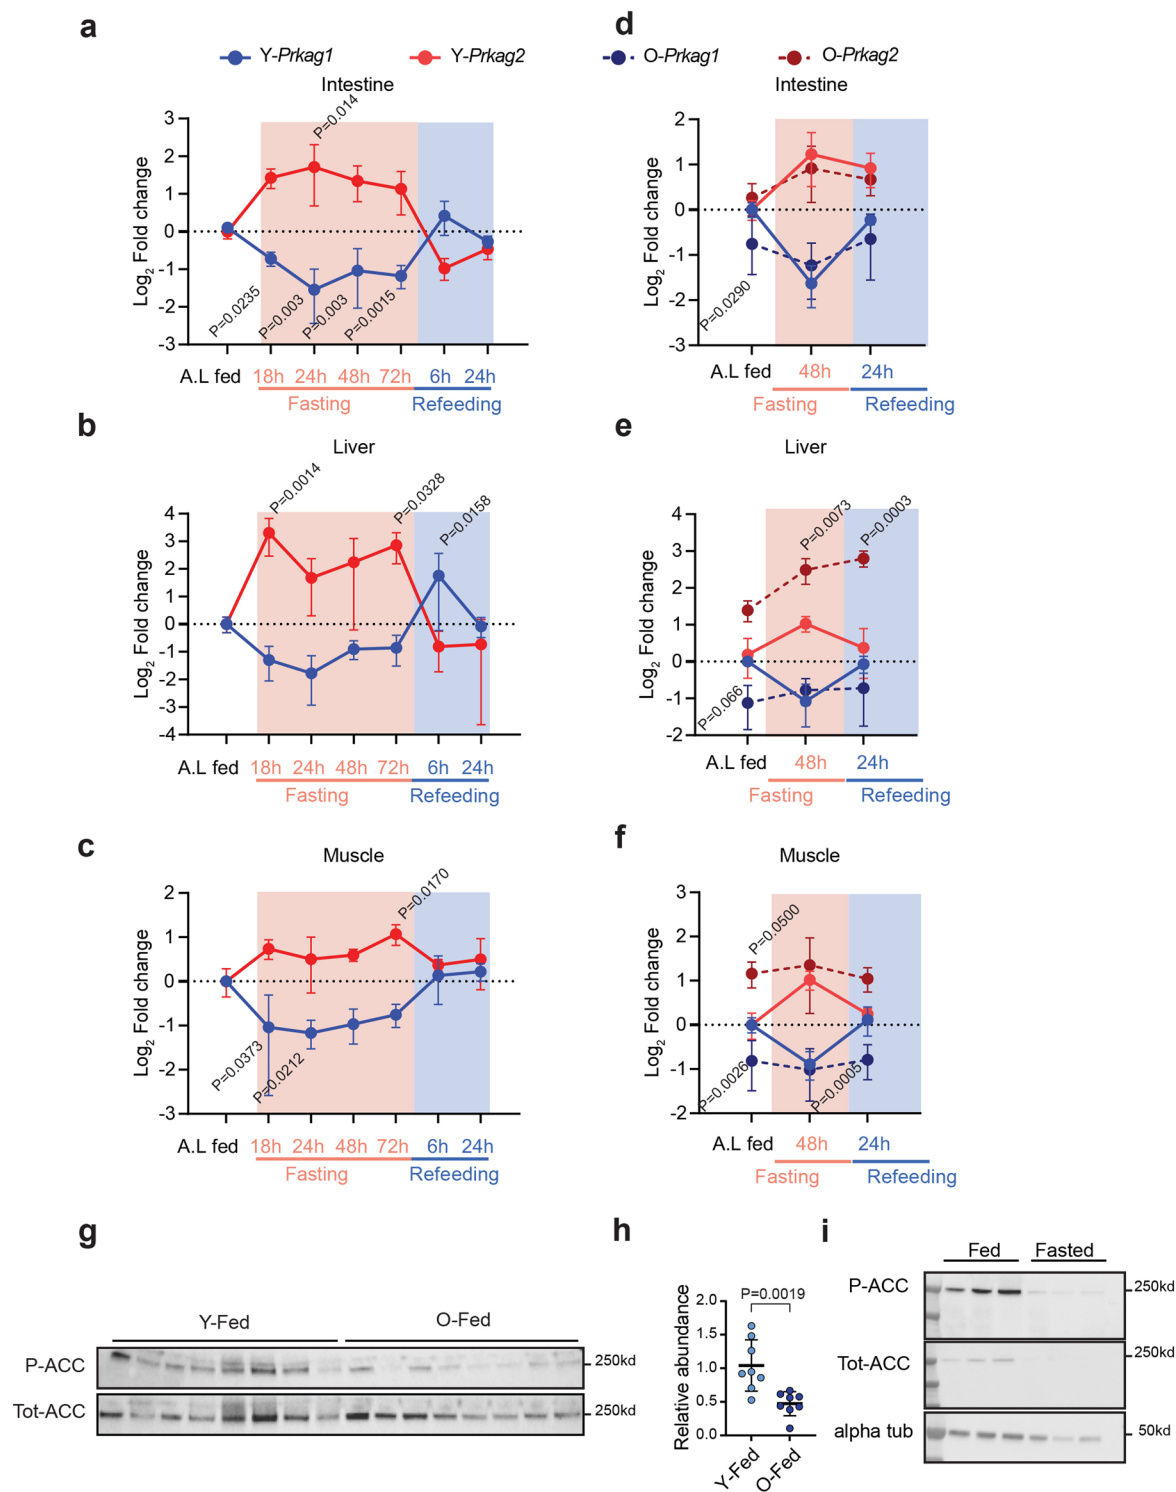 a
d
Y-Prkag1
Y-Prkag2
O-Prkag1
O-Prkag2
Intestine
P=0.014
Log2 Fold change
3
2
1
0
-1
-2
-3
P=0.0235
P=0.003
P=0.003
P=0.0015
A.L fed
18h
24h
48h
72h
6h
24h
Fasting
Refeeding
Intestine
Log2 Fold change
2
1
0
-1
-2
-3
P=0.0290
A.L fed
48h
24h
Fasting
Refeeding
b
Liver
P=0.0014
P=0.0328
P=0.0158
Log2 Fold change
4
3
2
1
0
-1
-2
-3
-4
A.L fed
18h
24h
48h
72h
6h
24h
Fasting
Refeeding
e
Liver
P=0.0073
P=0.0003
Log2 Fold change
4
3
2
1
0
-1
-2
P=0.066
A.L fed
48h
24h
Fasting
Refeeding
c
Muscle
P=0.0170
Log2 Fold change
2
1
0
-1
-2
-3
P=0.0373
P=0.0212
A.L fed
18h
24h
48h
72h
6h
24h
Fasting
Refeeding
f
Muscle
P=0.0500
Log2 Fold change
3
2
1
0
-1
-2
P=0.0026
P=0.0005
A.L fed
48h
24h
Fasting
Refeeding
g
Y-Fed
O-Fed
P-ACC
250kd
Tot-ACC
250kd
h
P=0.0019
Relative abundance
2.0
1.5
1.0
0.5
0.0
Y-Fed
O-Fed
i
Fed
Fasted
P-ACC
250kd
Tot-ACC
250kd
alpha tub
50kd